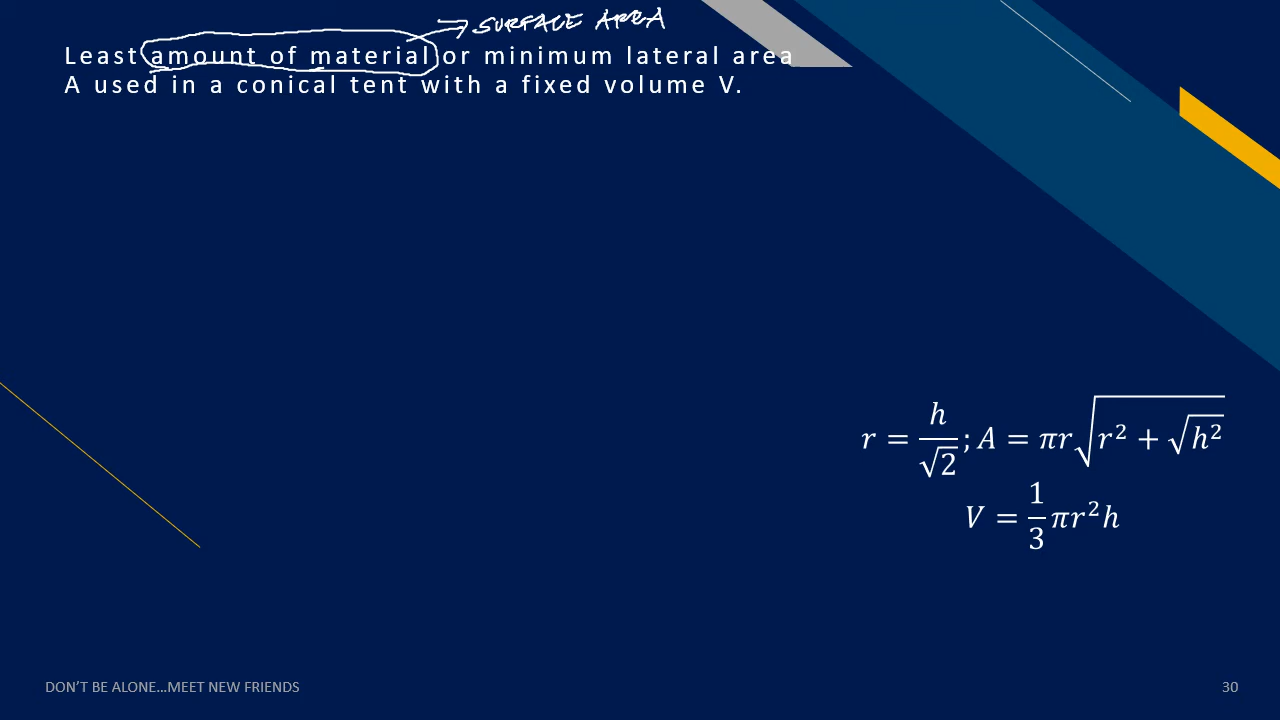 SURFACE AREA
Least amount of material or minimum lateral area
A used in a conical tent with a fixed volume V.
r = h/√2; A = πr√(r² + √h²)
V = 1/3 πr²h
DON'T BE ALONE...MEET NEW FRIENDS
30